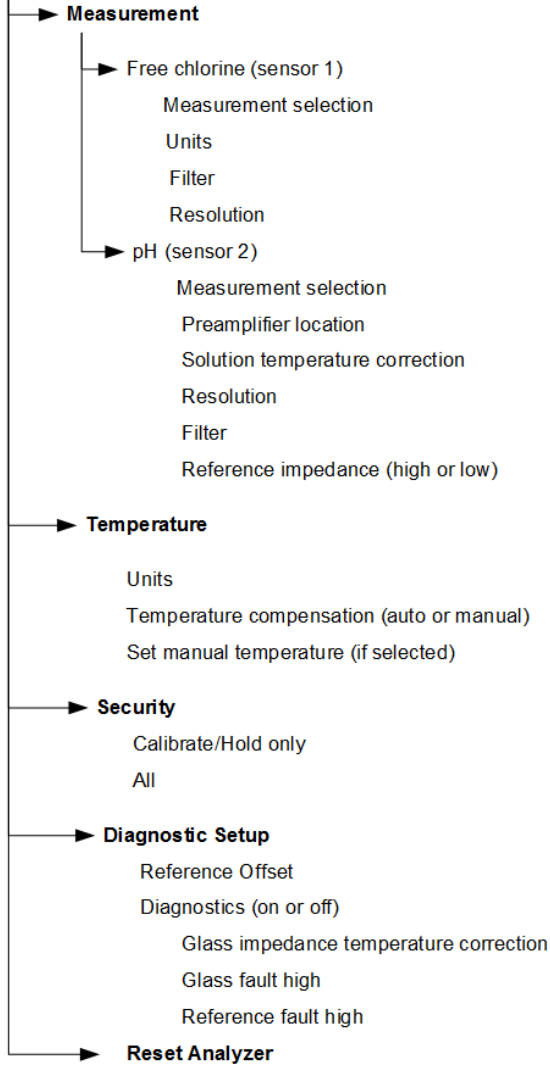 Measurement
Free chlorine (sensor 1)
Measurement selection
Units
Filter
Resolution
pH (sensor 2)
Measurement selection
Preamplifier location
Solution temperature correction
Resolution
Filter
Reference impedance (high or low)
Temperature
Units
Temperature compensation (auto or manual)
Set manual temperature (if selected)
Security
Calibrate/Hold only
All
Diagnostic Setup
Reference Offset
Diagnostics (on or off)
Glass impedance temperature correction
Glass fault high
Reference fault high
Reset Analyzer